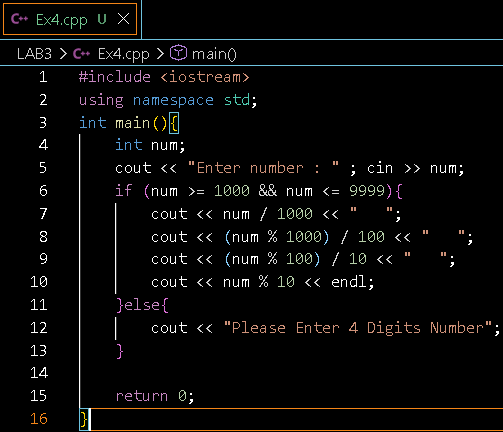 Ex4.cpp U ×
LAB3 > Ex4.cpp > main()
1 #include <iostream>
2 using namespace std;
3 int main(){
4     int num;
5     cout << "Enter number : " ; cin >> num;
6     if (num >= 1000 && num <= 9999){
7         cout << num / 1000 << "   ";
8         cout << (num % 1000) / 100 << "   ";
9         cout << (num % 100) / 10 << "   ";
10         cout << num % 10 << endl;
11     }else{
12         cout << "Please Enter 4 Digits Number";
13     }
14
15     return 0;
16 }